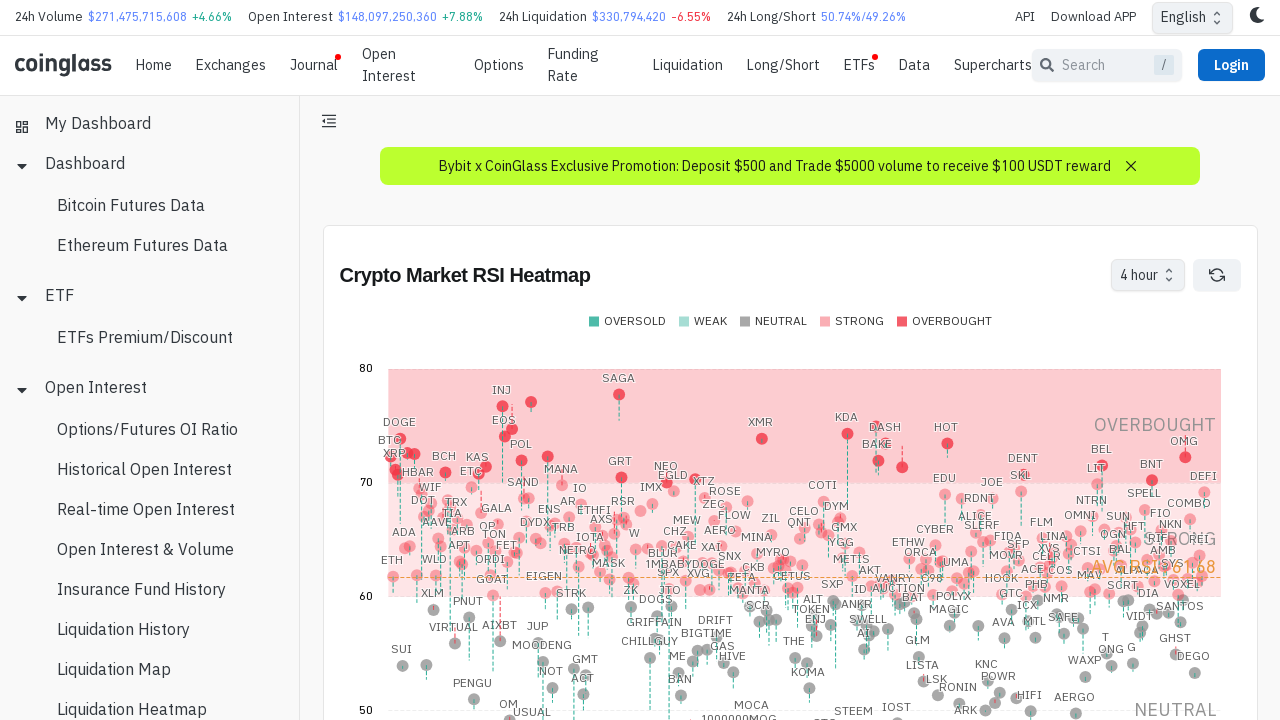 24h Volume $271,475,715,608 +4.66% Open Interest $148,097,250,360 +7.88% 24h Liquidation $330,794,420 -6.55% 24h Long/Short 50.74%/49.26% API Download APP English
coinglass Home Exchanges Journal Open Interest Options Funding Rate Liquidation Long/Short ETFs Data Supercharts Search / Login
My Dashboard
Dashboard
Bitcoin Futures Data
Ethereum Futures Data
ETF
ETFs Premium/Discount
Open Interest
Options/Futures OI Ratio
Historical Open Interest
Real-time Open Interest
Open Interest & Volume
Insurance Fund History
Liquidation History
Liquidation Map
Liquidation Heatmap
Bybit x CoinGlass Exclusive Promotion: Deposit $500 and Trade $5000 volume to receive $100 USDT reward
Crypto Market RSI Heatmap 4 hour
OVERSOLD WEAK NEUTRAL STRONG OVERBOUGHT
80
SAGA
INJ
DOGE EOS XMR KDA DASH HOT OVERBOUGHT
BTC POL BAKE BEL OMG
XRP BCH KAS GRT DENT BNT
HBAR ETC MANA NEO EGLD SKL LIT DEFI
70
WIF SAND IMX XTZ ROSE COTI EDU JOE NTRN SPELL
DOT TRX GALA AR IO RSR ZEC DYM RDNT COMBO
TIA ENS ETHFI FLOW CELO ALICE OMNI SUN FIO
AAVE OP DYDX TRB AXS MEW ZIL QNT GMX CYBER SLERF FLM HFT NKN
ADA ARB TON IOTA W CHZ AERO MINA YGG ETHW FIDA LINA TGN
APT FET NEIRO CAKE XAI ORCA SFP XVS CTSI BAL AMB REI
ETH WLD ORDI MASK BLUR SNX MYRO METIS UMA MOVR CELR
GOAT EIGEN SPX 1MBABYDOGE XVG ZETA CKB CETUS AKT VANRY C98 HOOK ACE MAV ALPACA SYS VOXEL
60
XLM STRK ZK JTO MANTA SXP ID AUCTION POLYX GTC PHB SQRT DIA
PNUT DOGS SCR ALT ANKR BAT MAGIC ICX NMR SANTOS
VIRTUAL AIXBT JUP GRIFFAIN DRIFT TOKEN ENJ SWELL AVA MTL SAFE VIDT
SUI MOODENG CHILLGUY BIGTIME GAS THE AI GLM T GHST
NOT GMT ME HIVE KOMA LISTA KNC WAXP ONG G DEGO
PENGU ACT BAN ILSK RONIN POWR HIFI AERGO
OM USUAL MOCA STEEM IOST ARK
50 1000000MOG NEUTRAL